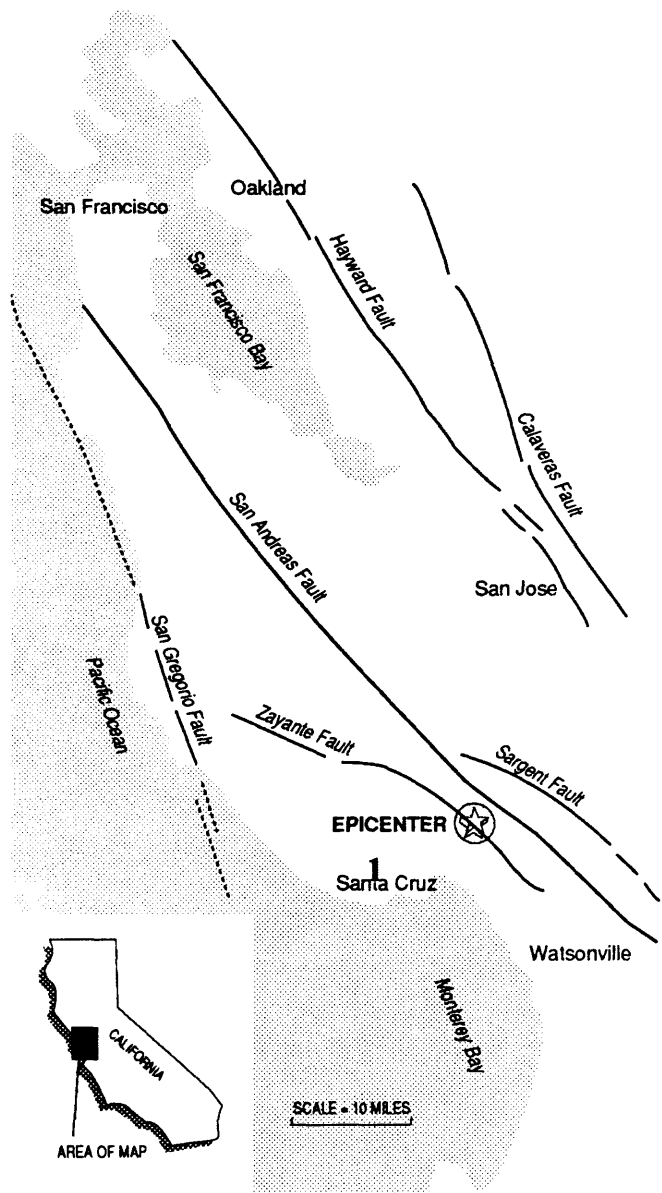 Oakland
San Francisco
Hayward Fault
San Francisco Bay
Calaveras Fault
San Andreas Fault
San Jose
San Gregorio Fault
Pacific Ocean
Zayante Fault
Sargent Fault
EPICENTER
1
Santa Cruz
Watsonville
Monterey Bay
CALIFORNIA
SCALE = 10 MILES
AREA OF MAP